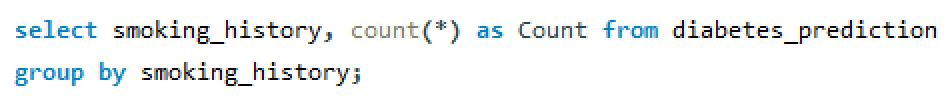 select smoking_history, count(*) as Count from diabetes_prediction
group by smoking_history;